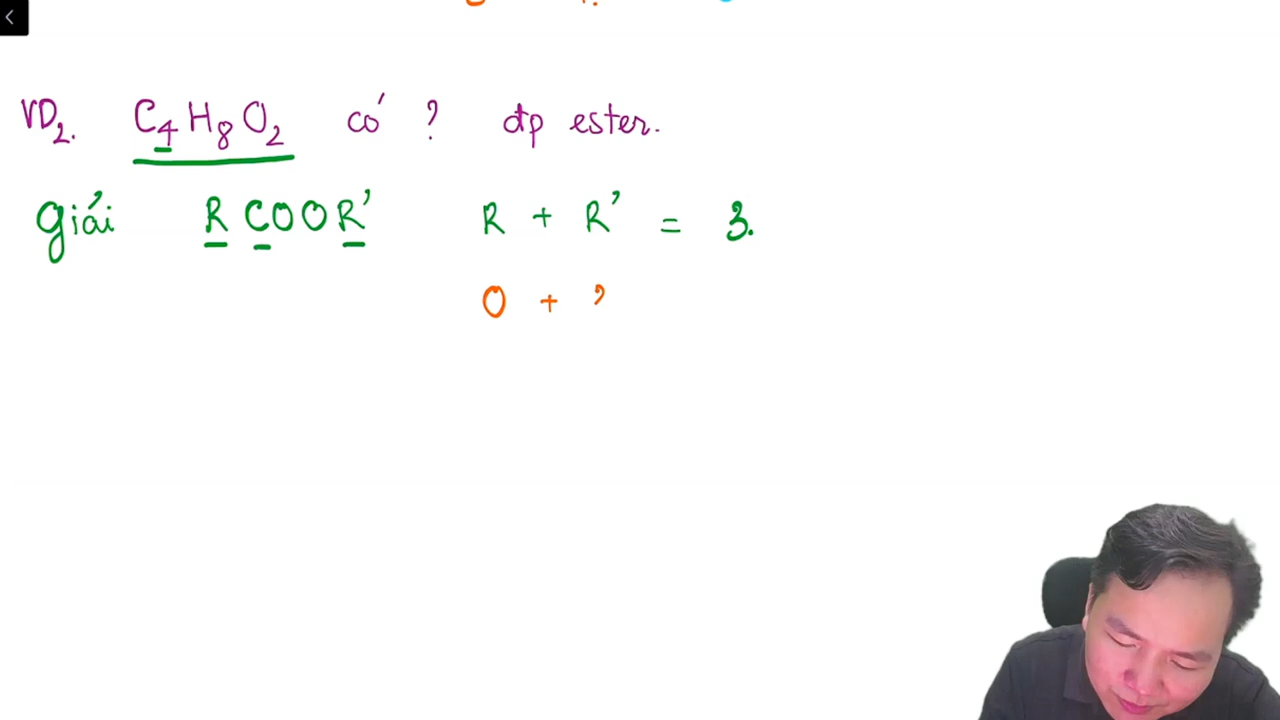 VD2. C4H8O2 có ? đp ester.
Giải RCOOR' R + R' = 3.
0 +